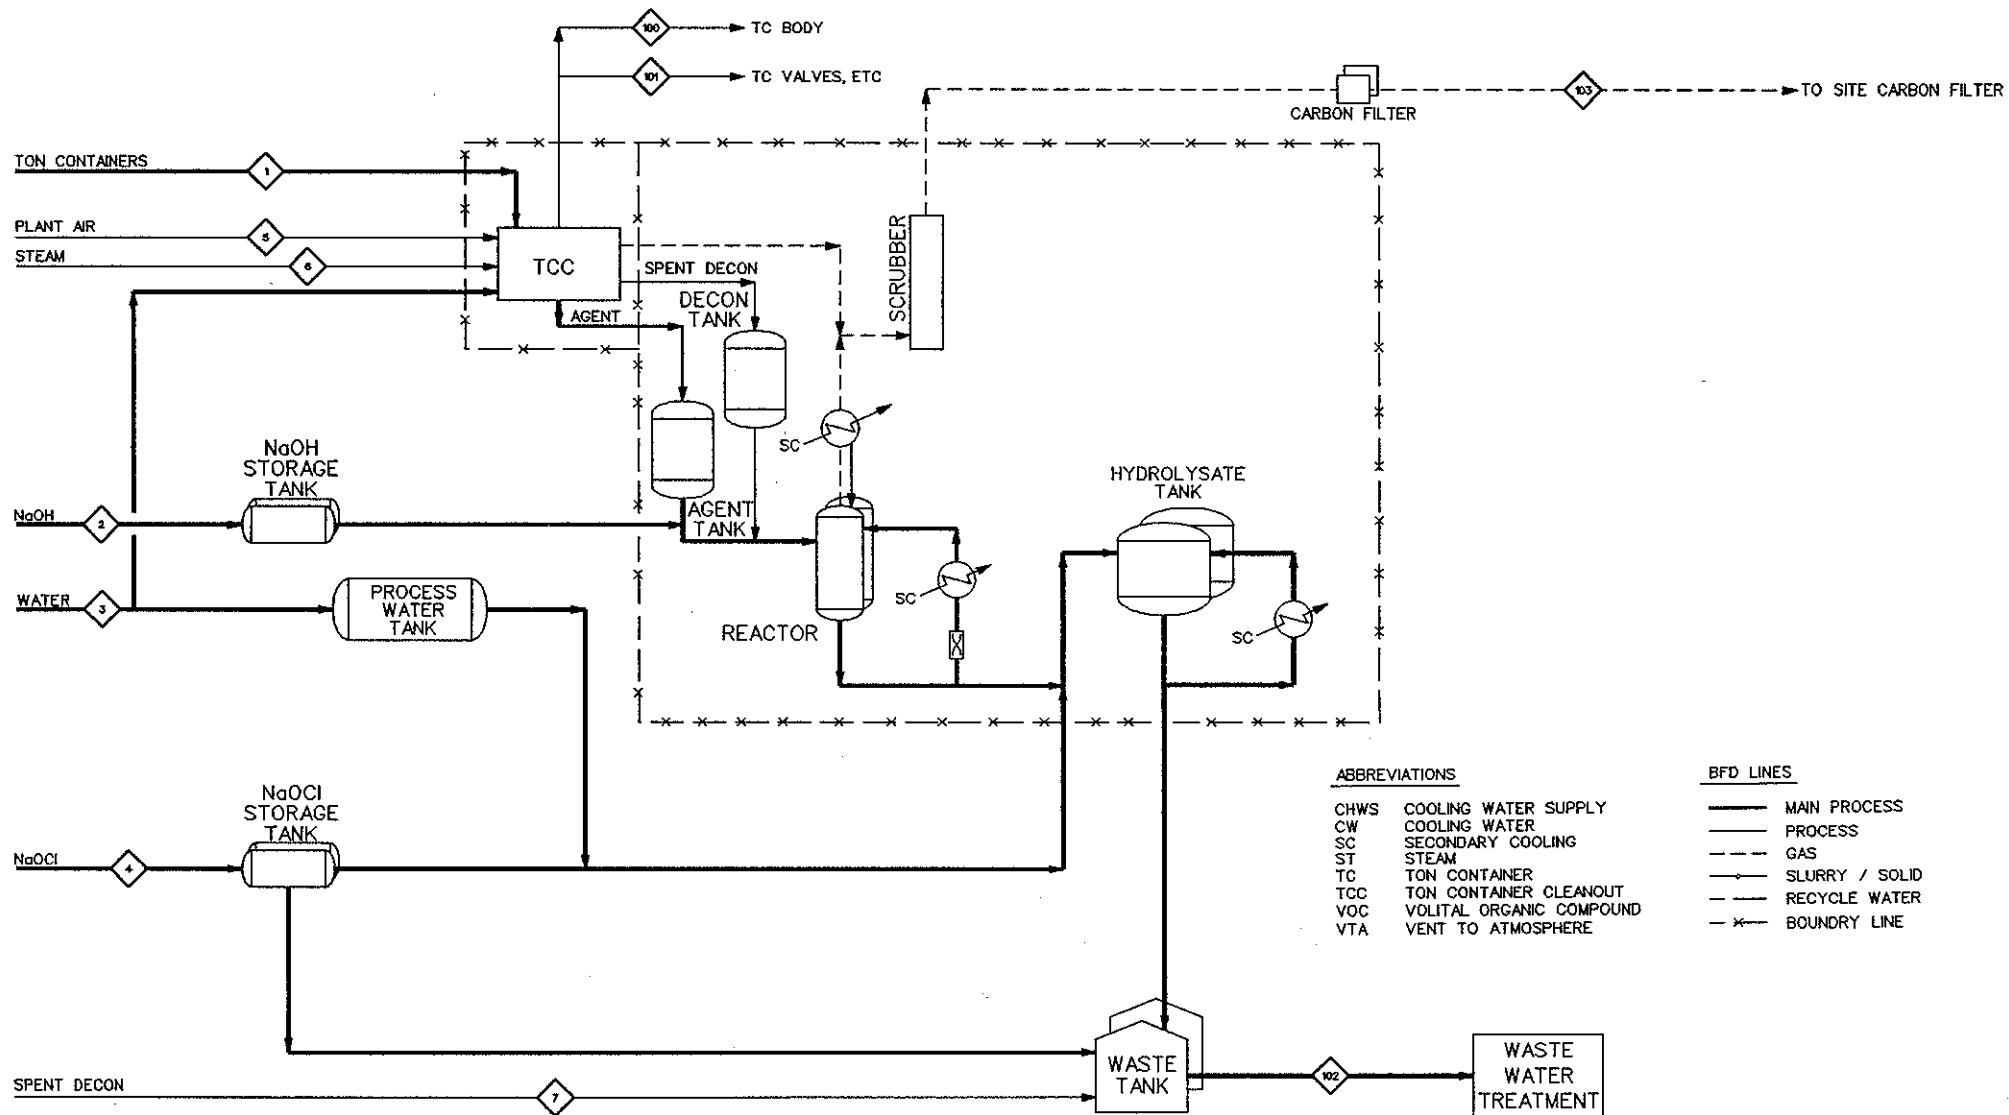 100
TC BODY
101
TC VALVES, ETC
CARBON FILTER
103
TO SITE CARBON FILTER
TON CONTAINERS
1
PLANT AIR
5
STEAM
6
TCC
SPENT DECON
AGENT
DECON
TANK
SCRUBBER
SC
NaOH
STORAGE
TANK
NaOH
2
AGENT
TANK
HYDROLYSATE
TANK
WATER
3
PROCESS
WATER
TANK
SC
REACTOR
SC
NaOCl
STORAGE
TANK
NaOCl
4
ABBREVIATIONS
CHWS COOLING WATER SUPPLY
CW COOLING WATER
SC SECONDARY COOLING
ST STEAM
TC TON CONTAINER
TCC TON CONTAINER CLEANOUT
VOC VOLITAL ORGANIC COMPOUND
VTA VENT TO ATMOSPHERE
BFD LINES
MAIN PROCESS
PROCESS
GAS
SLURRY / SOLID
RECYCLE WATER
BOUNDRY LINE
SPENT DECON
7
WASTE
TANK
102
WASTE
WATER
TREATMENT